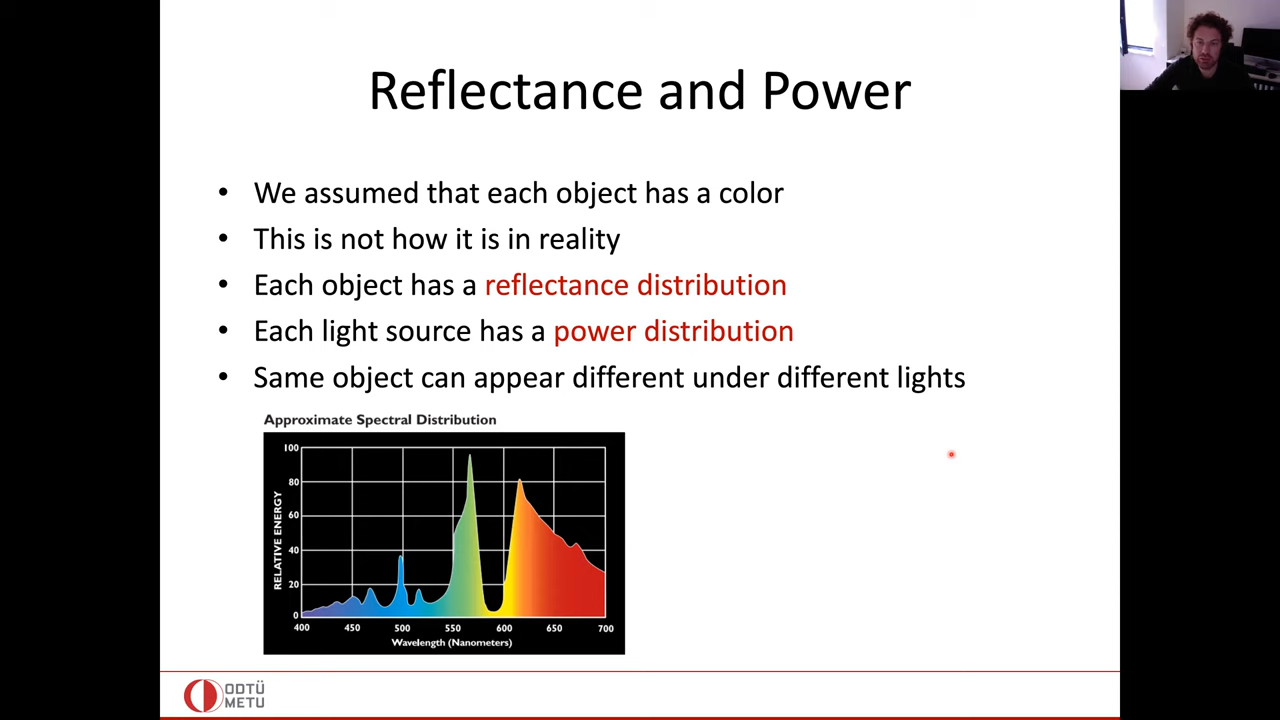 Reflectance and Power
• We assumed that each object has a color
• This is not how it is in reality
• Each object has a reflectance distribution
• Each light source has a power distribution
• Same object can appear different under different lights
Approximate Spectral Distribution
RELATIVE ENERGY
100
80
60
40
20
0
400 450 500 550 600 650 700
Wavelength (Nanometers)
ODTÜ
METU